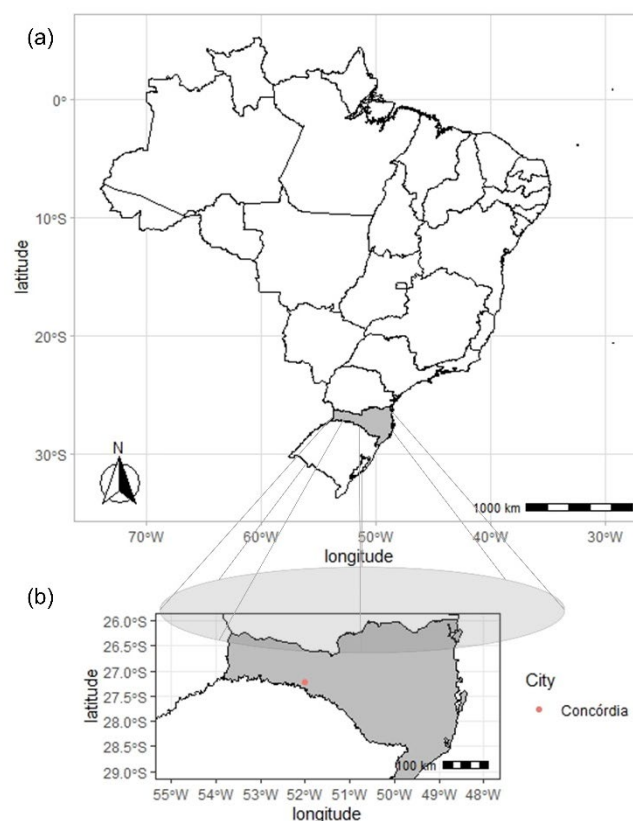 (a)
0°
10°S
20°S
30°S
latitude
N
1000 km
70°W 60°W 50°W 40°W 30°W
longitude
(b)
26.0°S
26.5°S
27.0°S
27.5°S
28.0°S
28.5°S
29.0°S
latitude
100 km
55°W 54°W 53°W 52°W 51°W 50°W 49°W 48°W
longitude
City
Concórdia